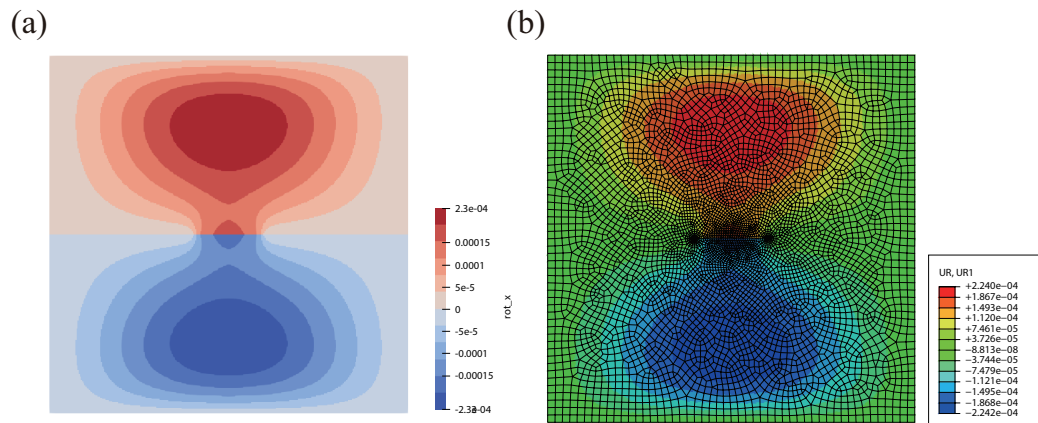 (a)
(b)
2.3e-04
0.00015
0.0001
5e-5
0
-5e-5
-0.0001
-0.00015
rot_x
UR, UR1
+2.240e−04
+1.867e−04
+1.493e−04
+1.120e−04
+7.461e−05
+3.726e−05
−8.813e−08
−3.744e−05
−7.479e−05
−1.121e−04
−1.495e−04
−1.868e−04
−2.242e−04